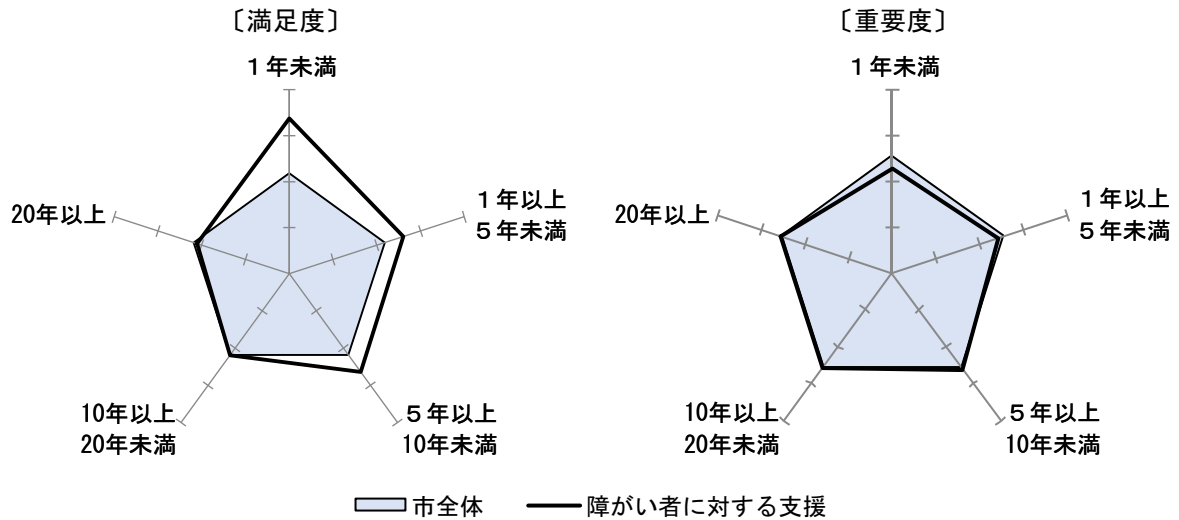 〔満足度〕
１年未満
１年以上
５年未満
５年以上
10年未満
10年以上
20年未満
20年以上
〔重要度〕
１年未満
１年以上
５年未満
５年以上
10年未満
10年以上
20年未満
20年以上
市全体
障がい者に対する支援